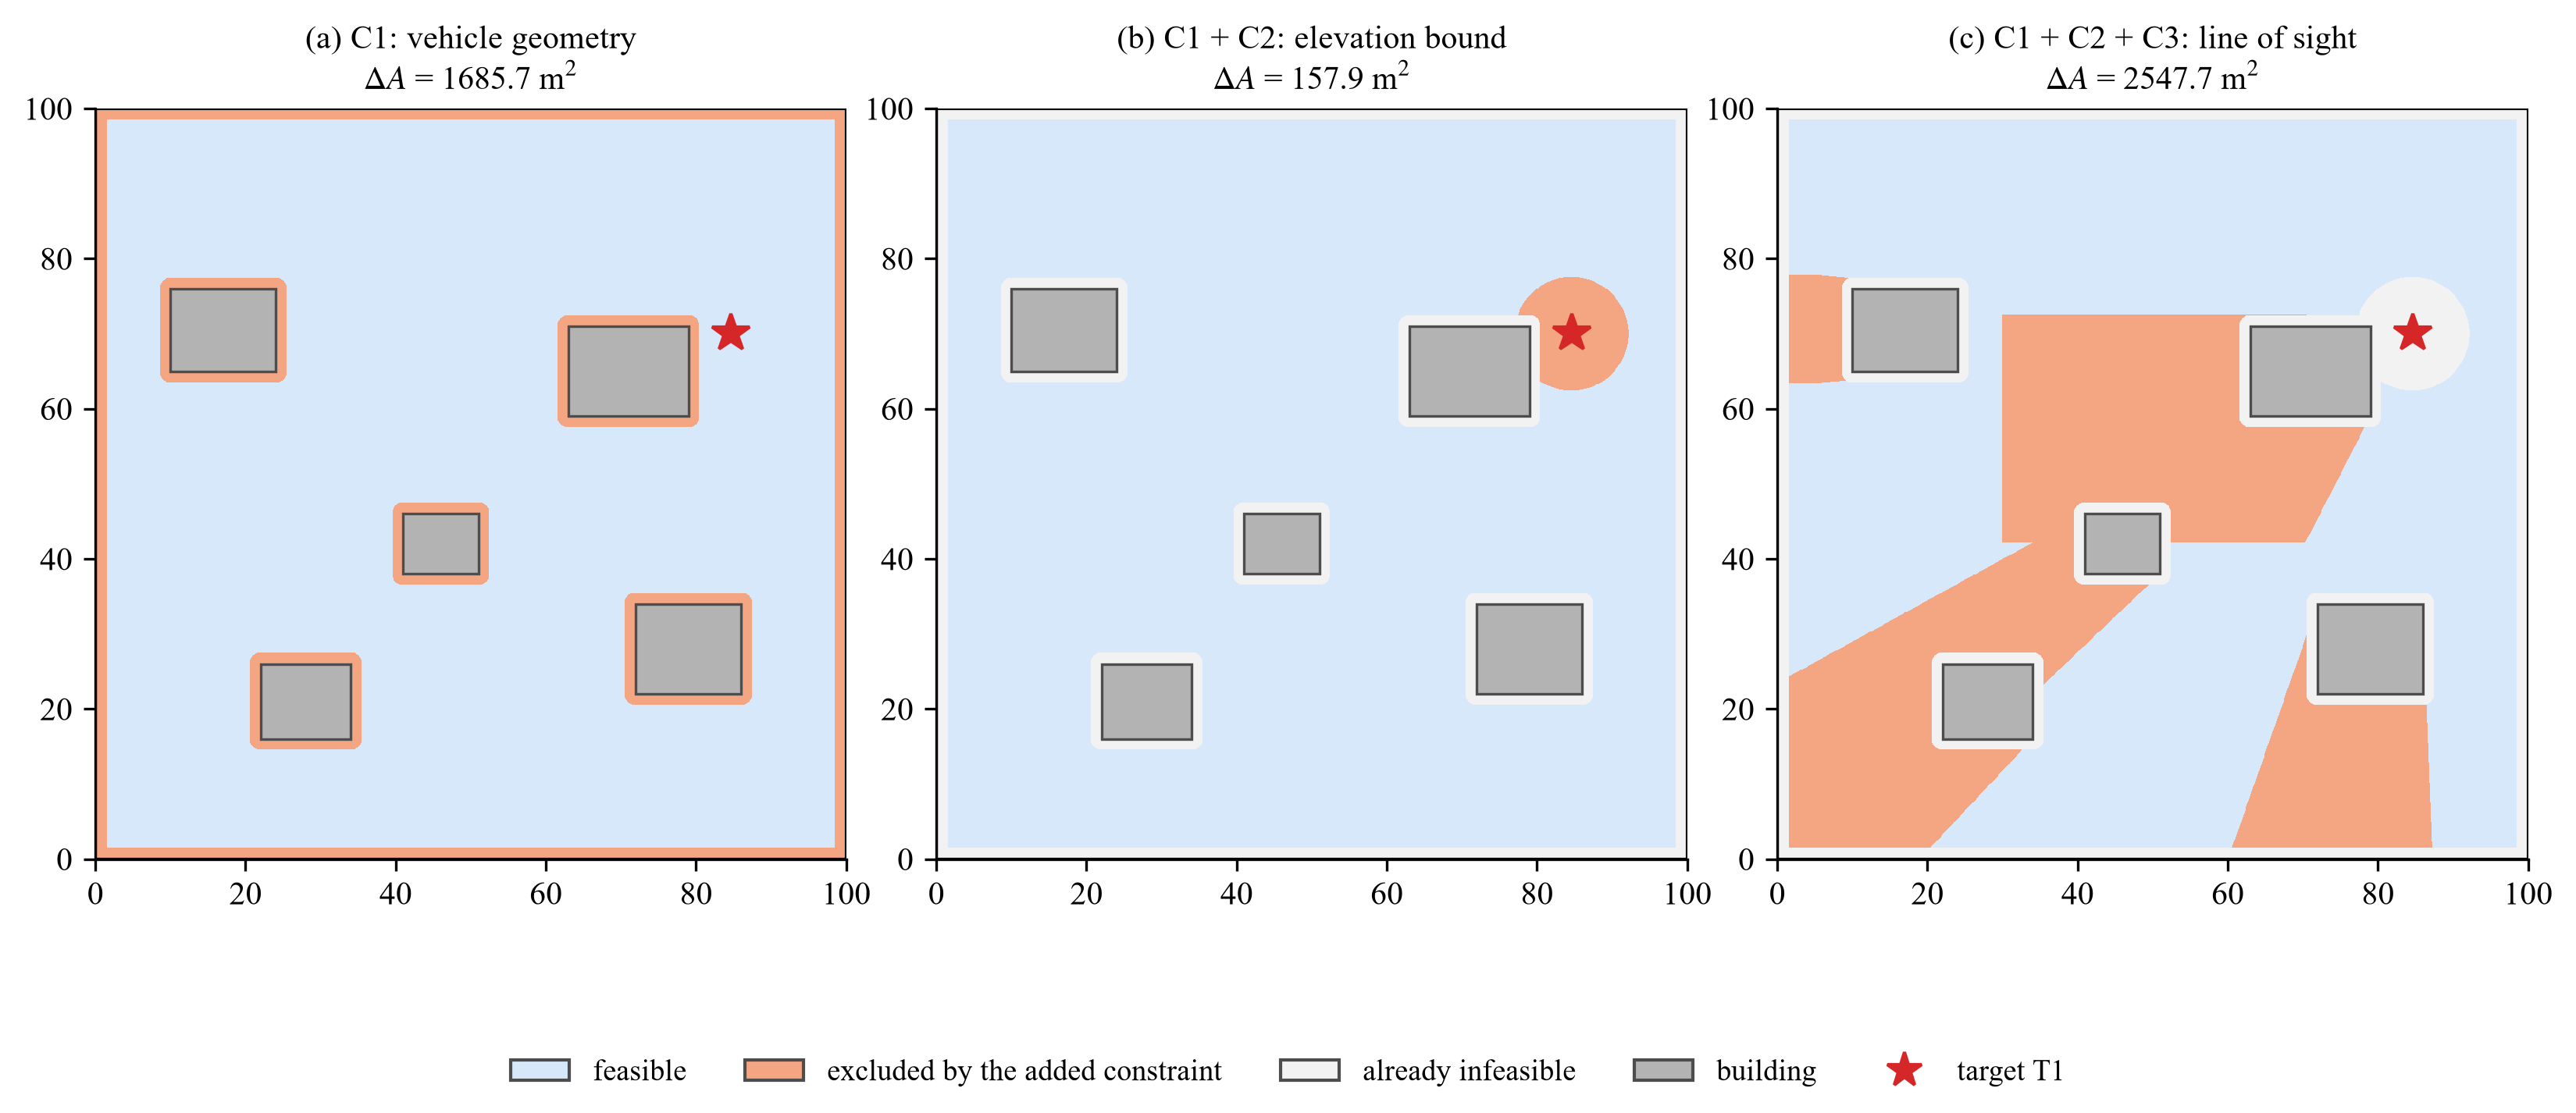 (a) C1: vehicle geometry
ΔA = 1685.7 m²
(b) C1 + C2: elevation bound
ΔA = 157.9 m²
(c) C1 + C2 + C3: line of sight
ΔA = 2547.7 m²
100
80
60
40
20
0
0 20 40 60 80 100
100
80
60
40
20
0
0 20 40 60 80 100
100
80
60
40
20
0
0 20 40 60 80 100
feasible
excluded by the added constraint
already infeasible
building
target T1